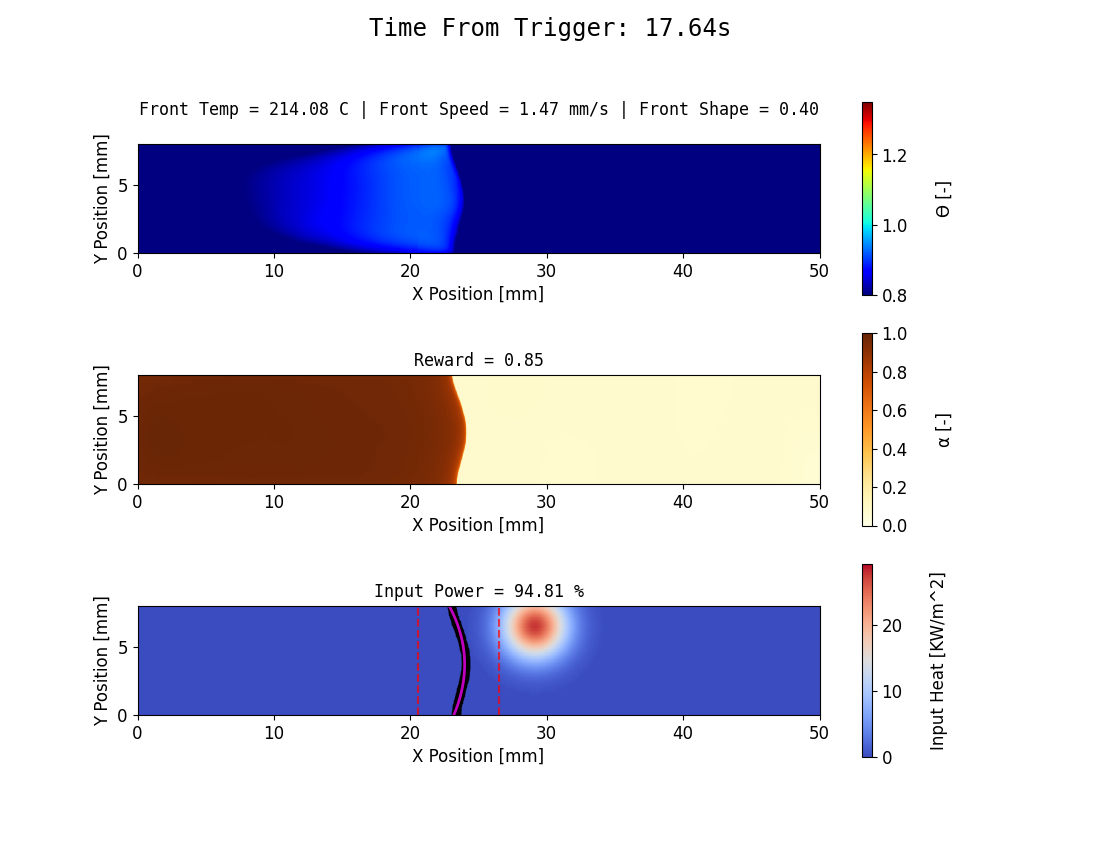 Time From Trigger: 17.64s
Front Temp = 214.08 C | Front Speed = 1.47 mm/s | Front Shape = 0.40
Y Position [mm]
5
0
0 10 20 30 40 50
X Position [mm]
1.2
1.0
0.8
Θ [-]
Reward = 0.85
Y Position [mm]
5
0
0 10 20 30 40 50
X Position [mm]
1.0
0.8
0.6
0.4
0.2
0.0
α [-]
Input Power = 94.81 %
Y Position [mm]
5
0
0 10 20 30 40 50
X Position [mm]
20
10
0
Input Heat [KW/m^2]